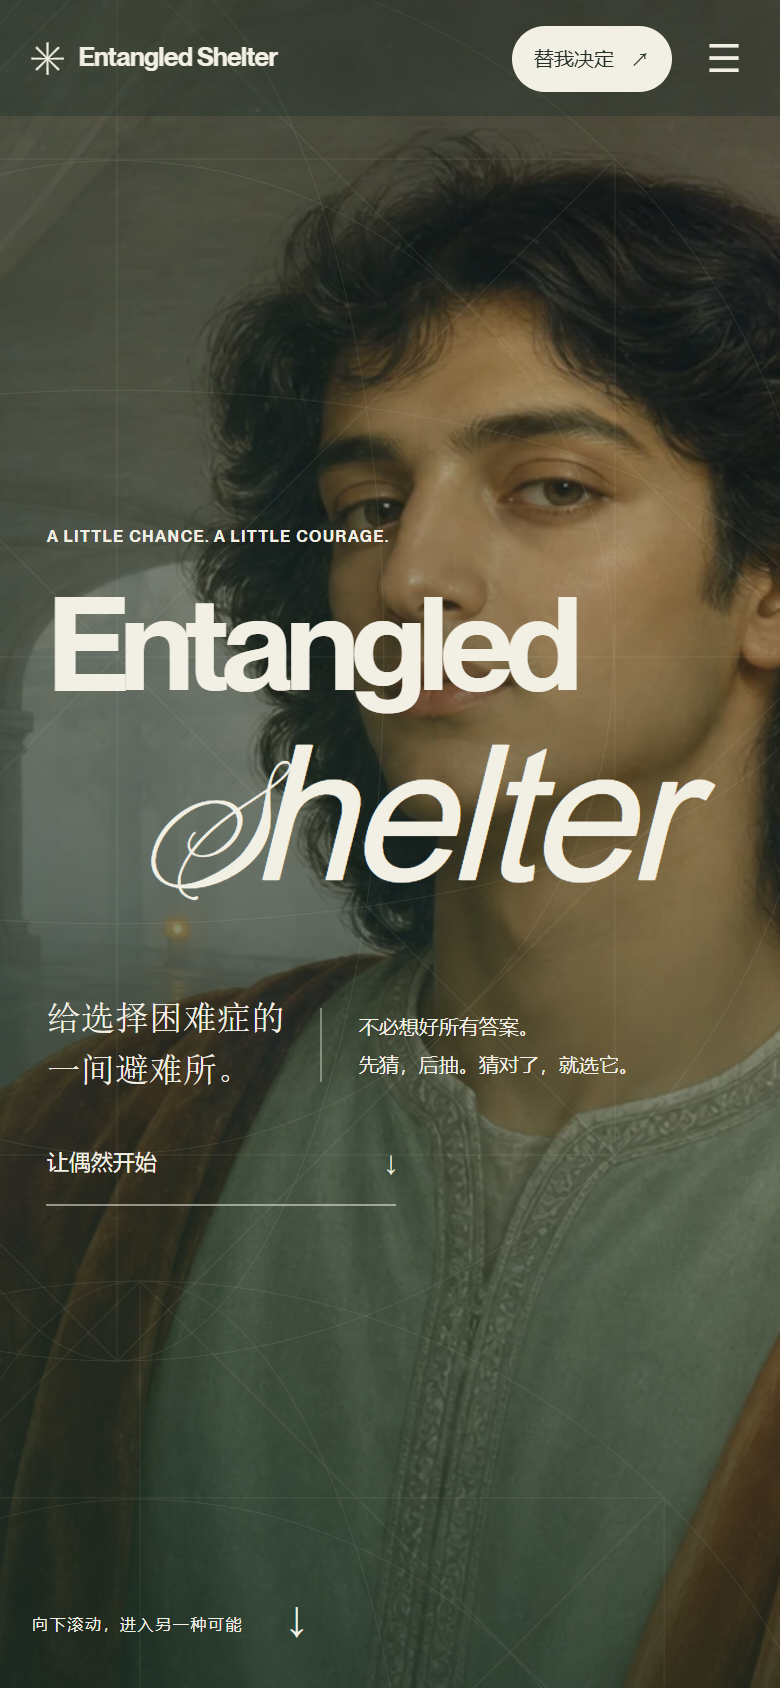 Entangled Shelter
替我决定 ↗
A LITTLE CHANCE. A LITTLE COURAGE.
Entangled
Shelter
给选择困难症的
一间避难所。
不必想好所有答案。
先猜，后抽。猜对了，就选它。
让偶然开始 ↓
向下滚动，进入另一种可能 ↓